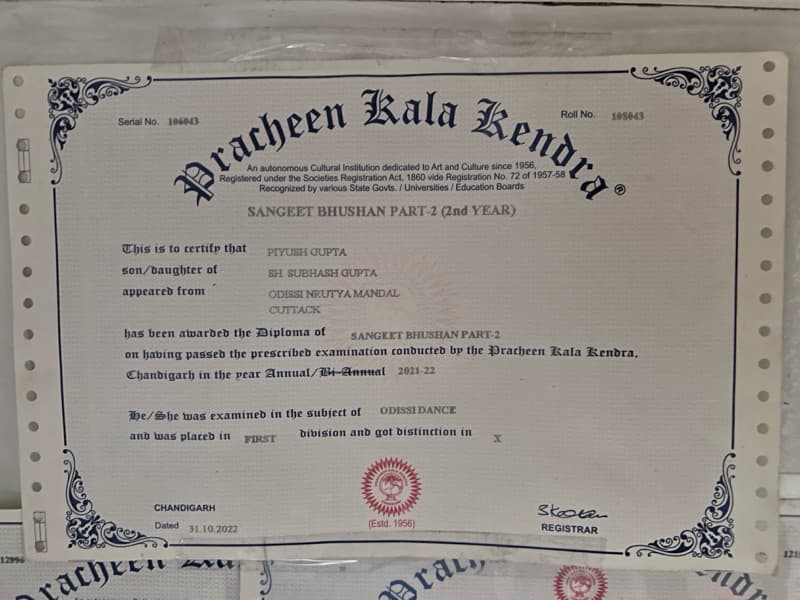 Serial No. 106043
Roll No. 108043
Pracheen Kala Kendra®
An autonomous Cultural Institution dedicated to Art and Culture since 1956,
Registered under the Societies Registration Act, 1860 vide Registration No. 72 of 1957-58
Recognized by various State Govts. / Universities / Education Boards
SANGEET BHUSHAN PART-2 (2nd YEAR)
This is to certify that PIYUSH GUPTA
son/daughter of SH. SUBHASH GUPTA
appeared from ODISSI NRUTYA MANDAL
CUTTACK
has been awarded the Diploma of SANGEET BHUSHAN PART-2
on having passed the prescribed examination conducted by the Pracheen Kala Kendra,
Chandigarh in the year Annual/Bi-Annual 2021-22
He/She was examined in the subject of ODISSI DANCE
and was placed in FIRST division and got distinction in X
CHANDIGARH
Dated 31.10.2022
(Estd. 1956)
REGISTRAR
12896